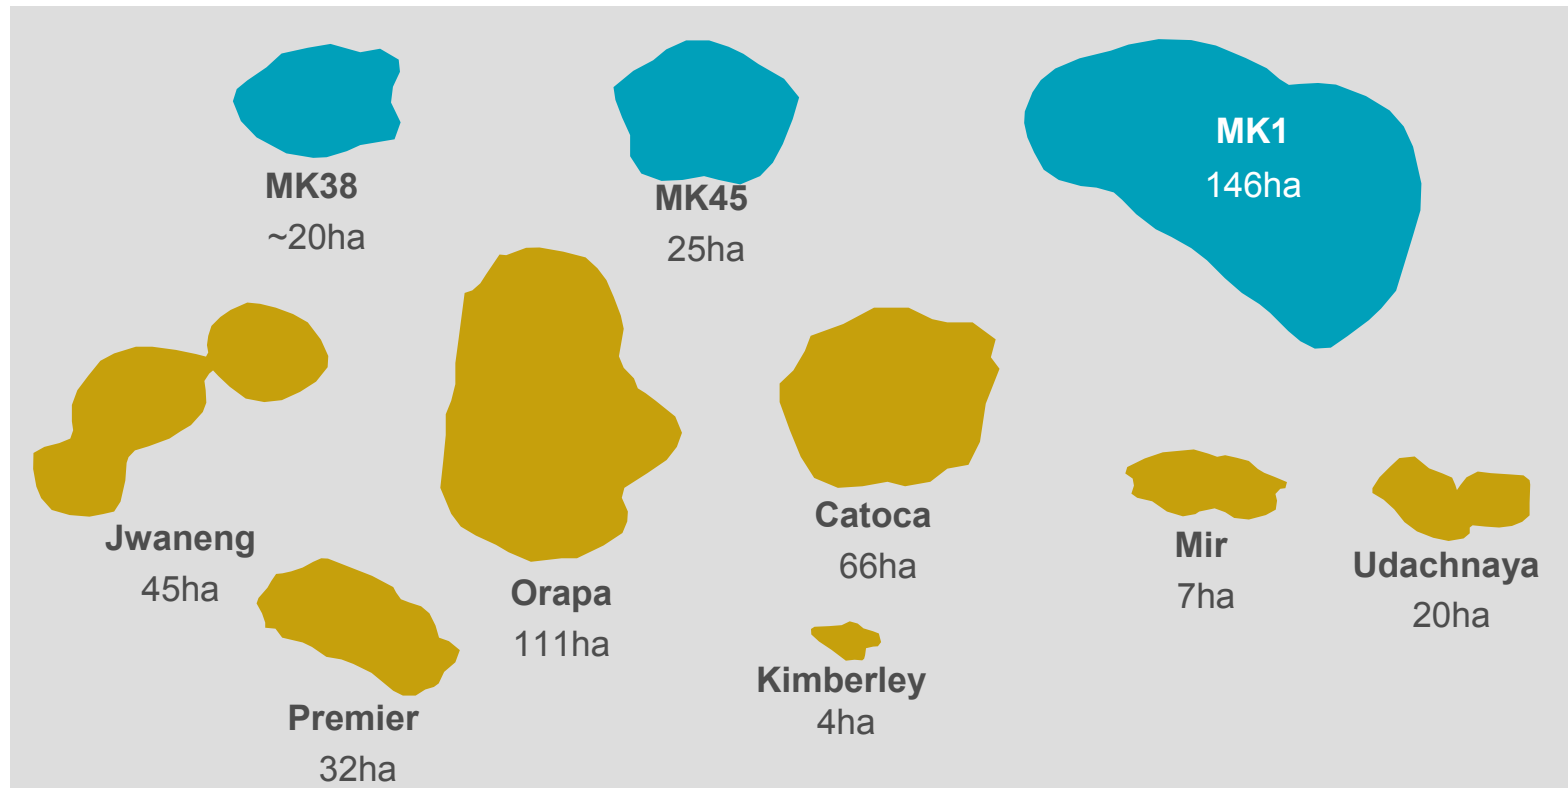 MK38
~20ha
MK45
25ha
MK1
146ha
Jwaneng
45ha
Orapa
111ha
Catoca
66ha
Mir
7ha
Udachnaya
20ha
Premier
32ha
Kimberley
4ha